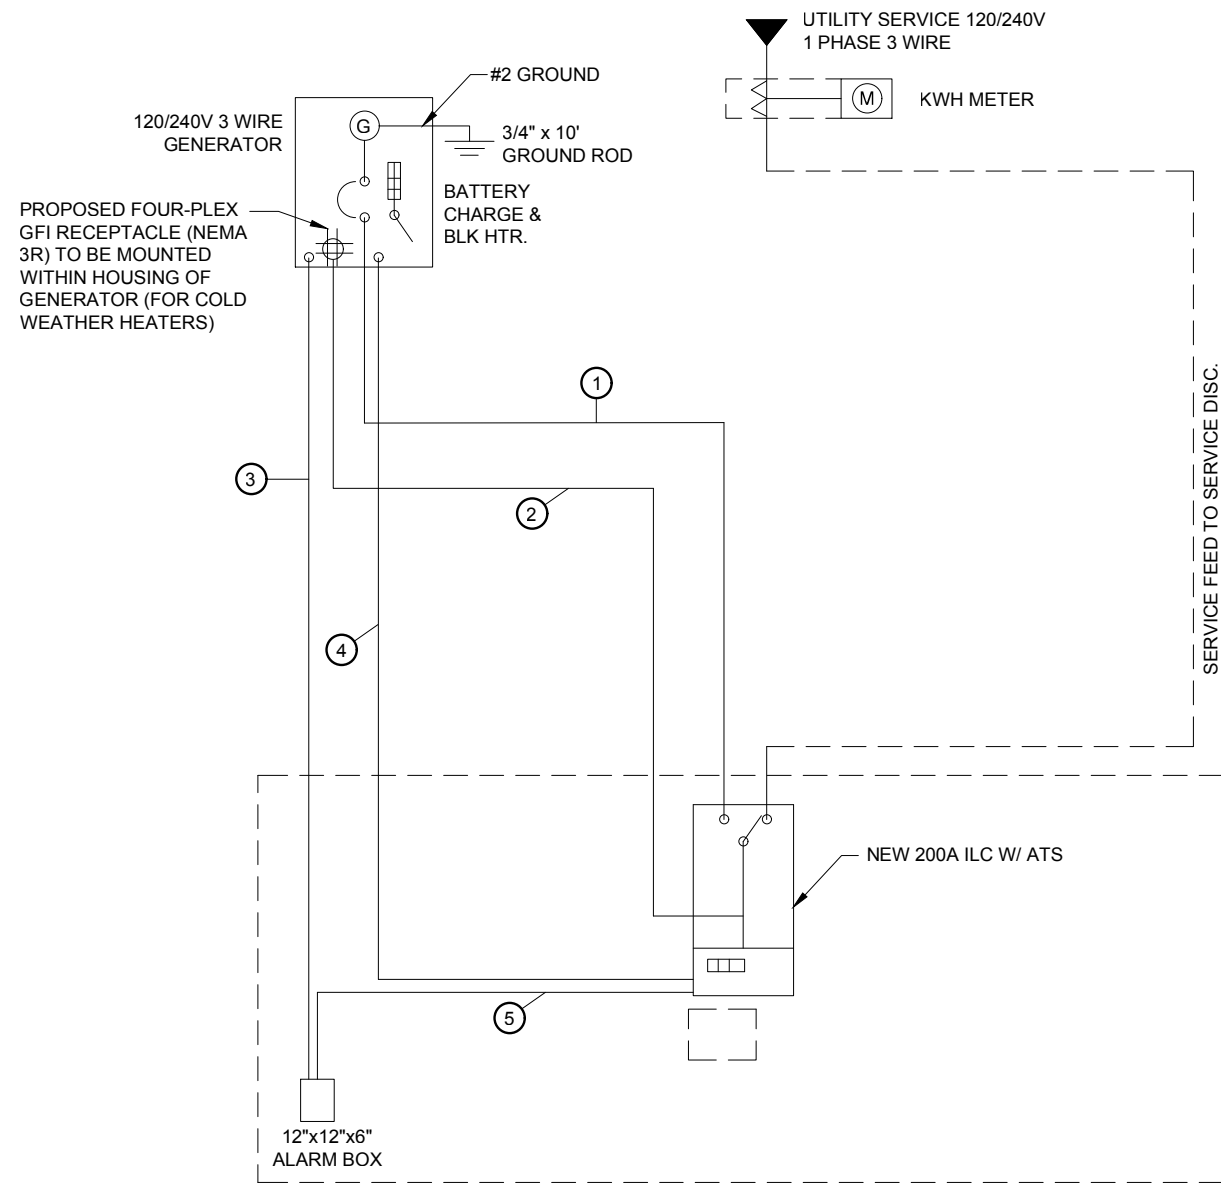 UTILITY SERVICE 120/240V
1 PHASE 3 WIRE
M
KWH METER
#2 GROUND
120/240V 3 WIRE
GENERATOR
G
3/4" x 10'
GROUND ROD
BATTERY
CHARGE &
BLK HTR.
PROPOSED FOUR-PLEX
GFI RECEPTACLE (NEMA
3R) TO BE MOUNTED
WITHIN HOUSING OF
GENERATOR (FOR COLD
WEATHER HEATERS)
1
3
2
4
SERVICE FEED TO SERVICE DISC.
NEW 200A ILC W/ ATS
5
12"x12"x6"
ALARM BOX